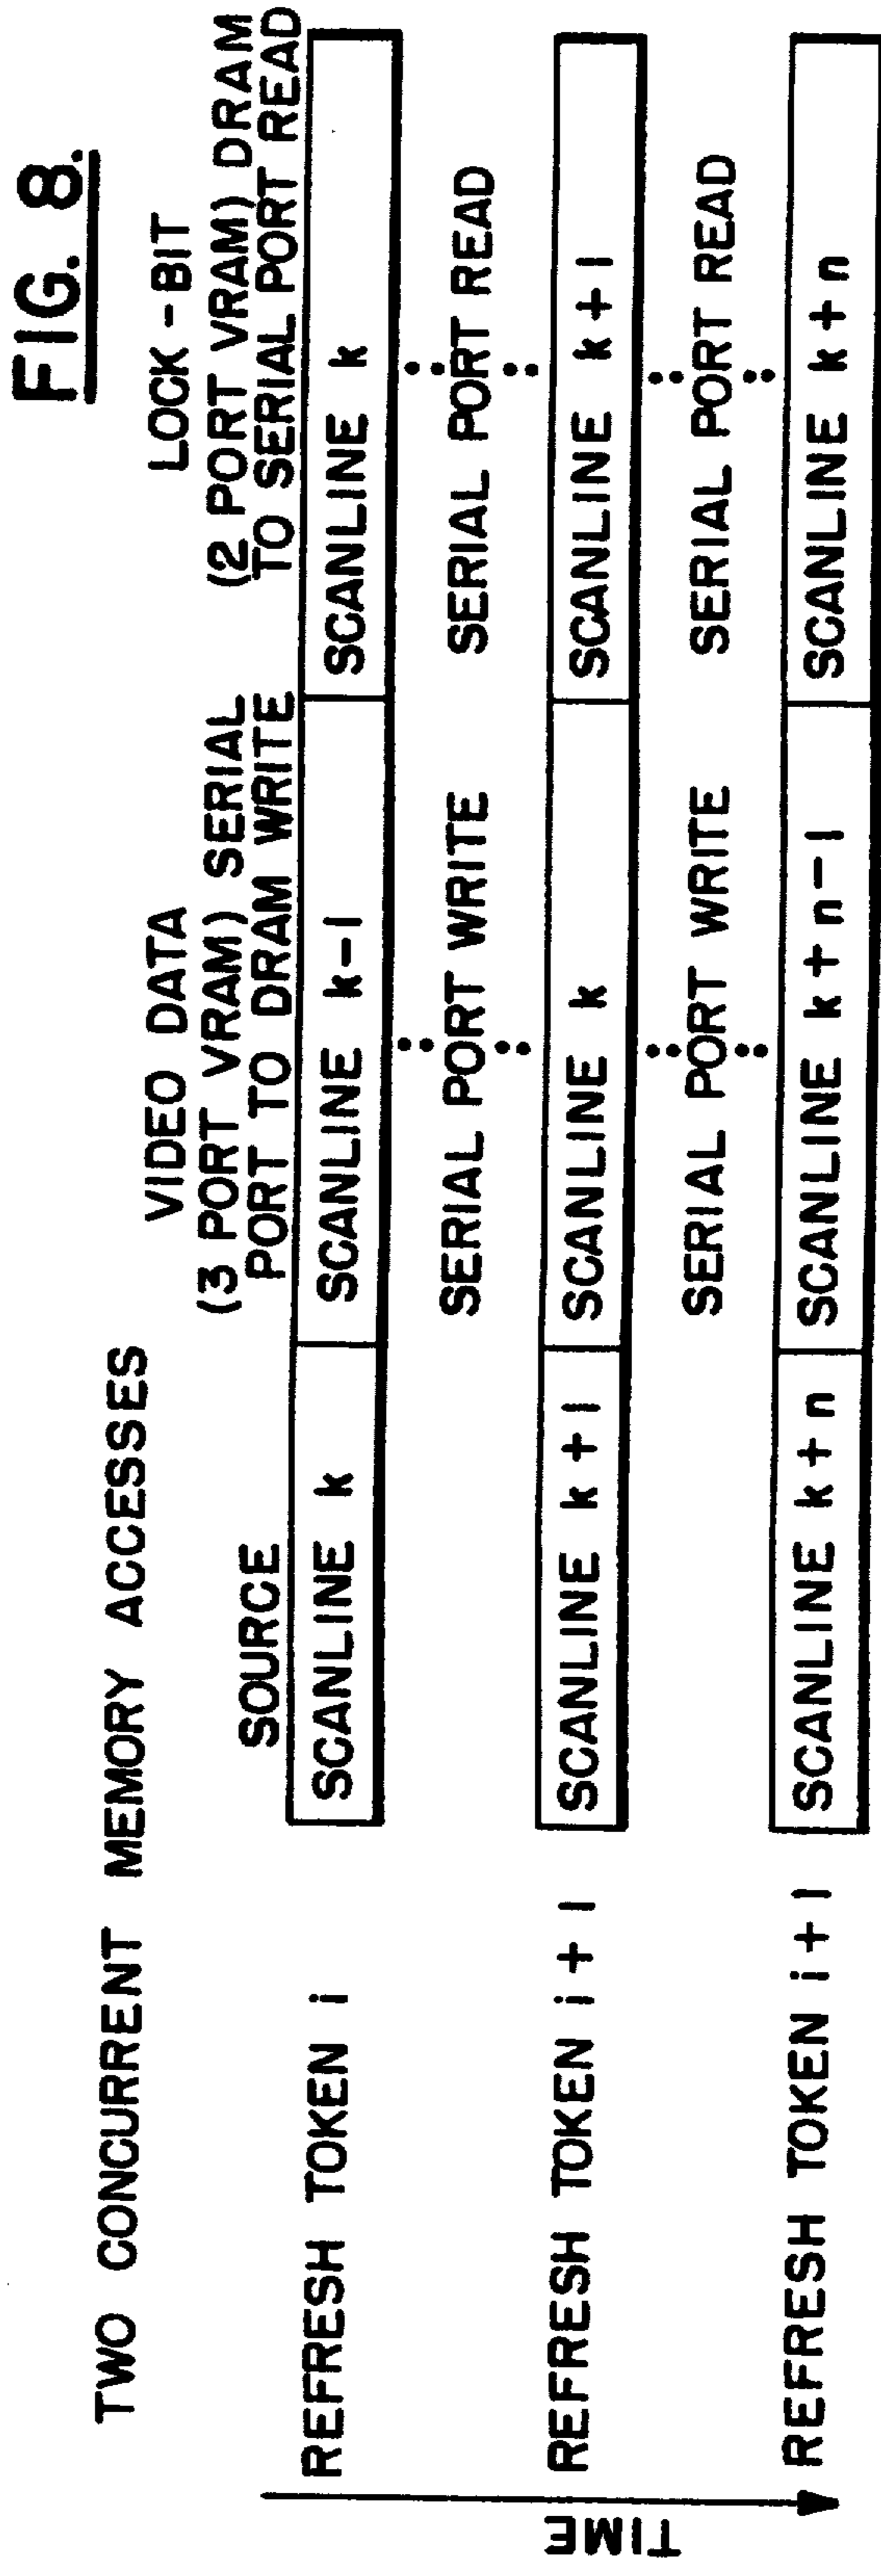 FIG. 8.
TWO CONCURRENT MEMORY ACCESSES
SOURCE
VIDEO DATA
(3 PORT VRAM) SERIAL
PORT TO DRAM WRITE
LOCK-BIT
(2 PORT VRAM) DRAM
TO SERIAL PORT READ
REFRESH TOKEN i
SCANLINE k
SCANLINE k-1
SCANLINE k
SERIAL PORT WRITE
SERIAL PORT READ
REFRESH TOKEN i+1
SCANLINE k+1
SCANLINE k
SCANLINE k+1
SERIAL PORT WRITE
SERIAL PORT READ
REFRESH TOKEN i+1
SCANLINE k+n
SCANLINE k+n-1
SCANLINE k+n
TIME